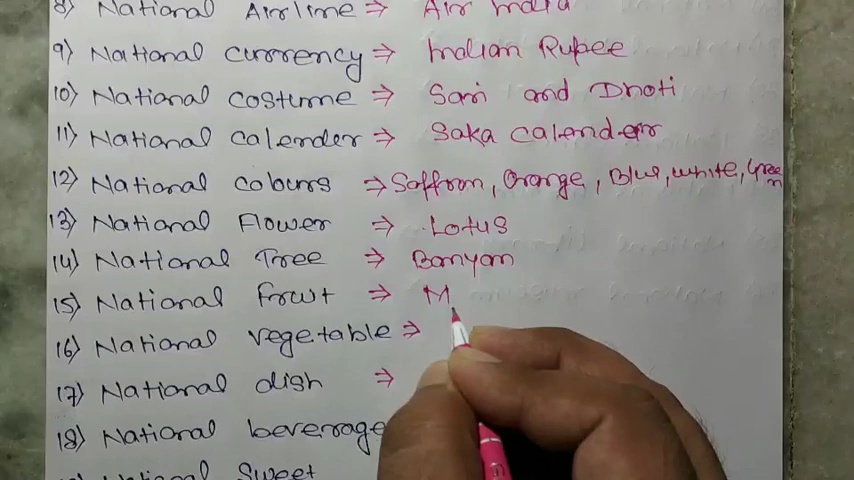 8) National Airline ⇒ Air India
9) National currency ⇒ Indian Rupee
10) National costume ⇒ Sari and Dhoti
11) National calender ⇒ Saka calender
12) National colours ⇒ Saffron, Orange, Blue, white, Green
13) National Flower ⇒ Lotus
14) National Tree ⇒ Banyan
15) National fruit ⇒ M
16) National vegetable ⇒
17) National dish ⇒
18) National beverage
National Sweet